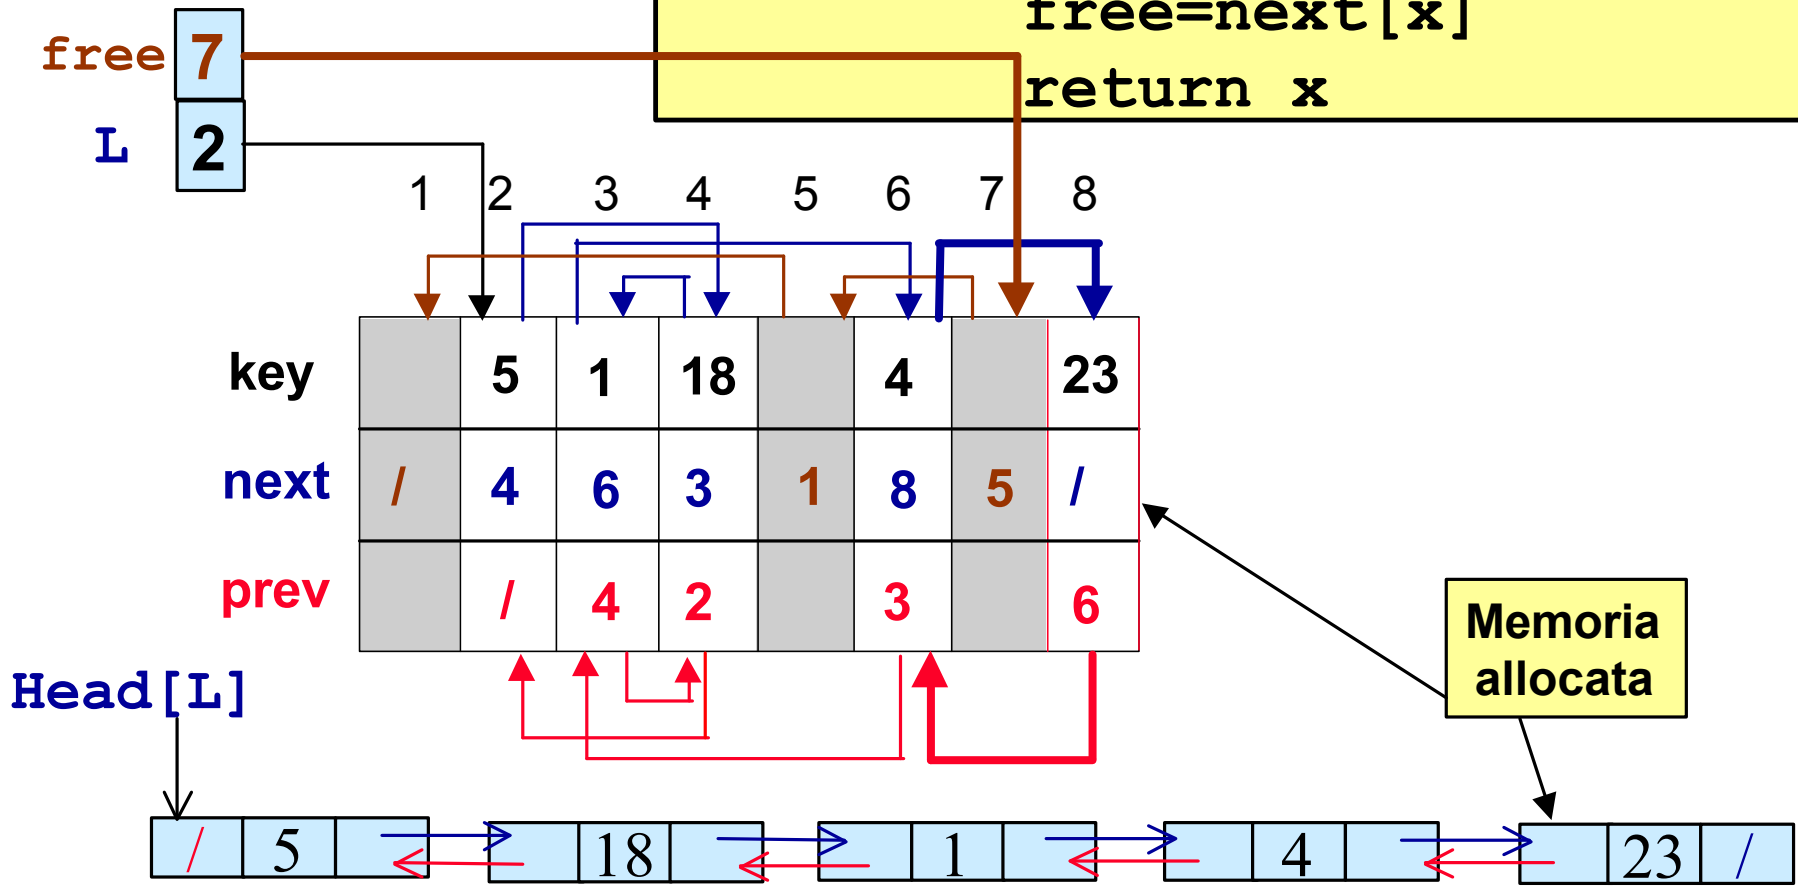 free=next[x]
return x
free 7
L 2
1 2 3 4 5 6 7 8
key 5 1 18 4 23
next / 4 6 3 1 8 5 /
prev / 4 2 3 6
Memoria
allocata
Head[L]
/ 5 18 1 4 23 /